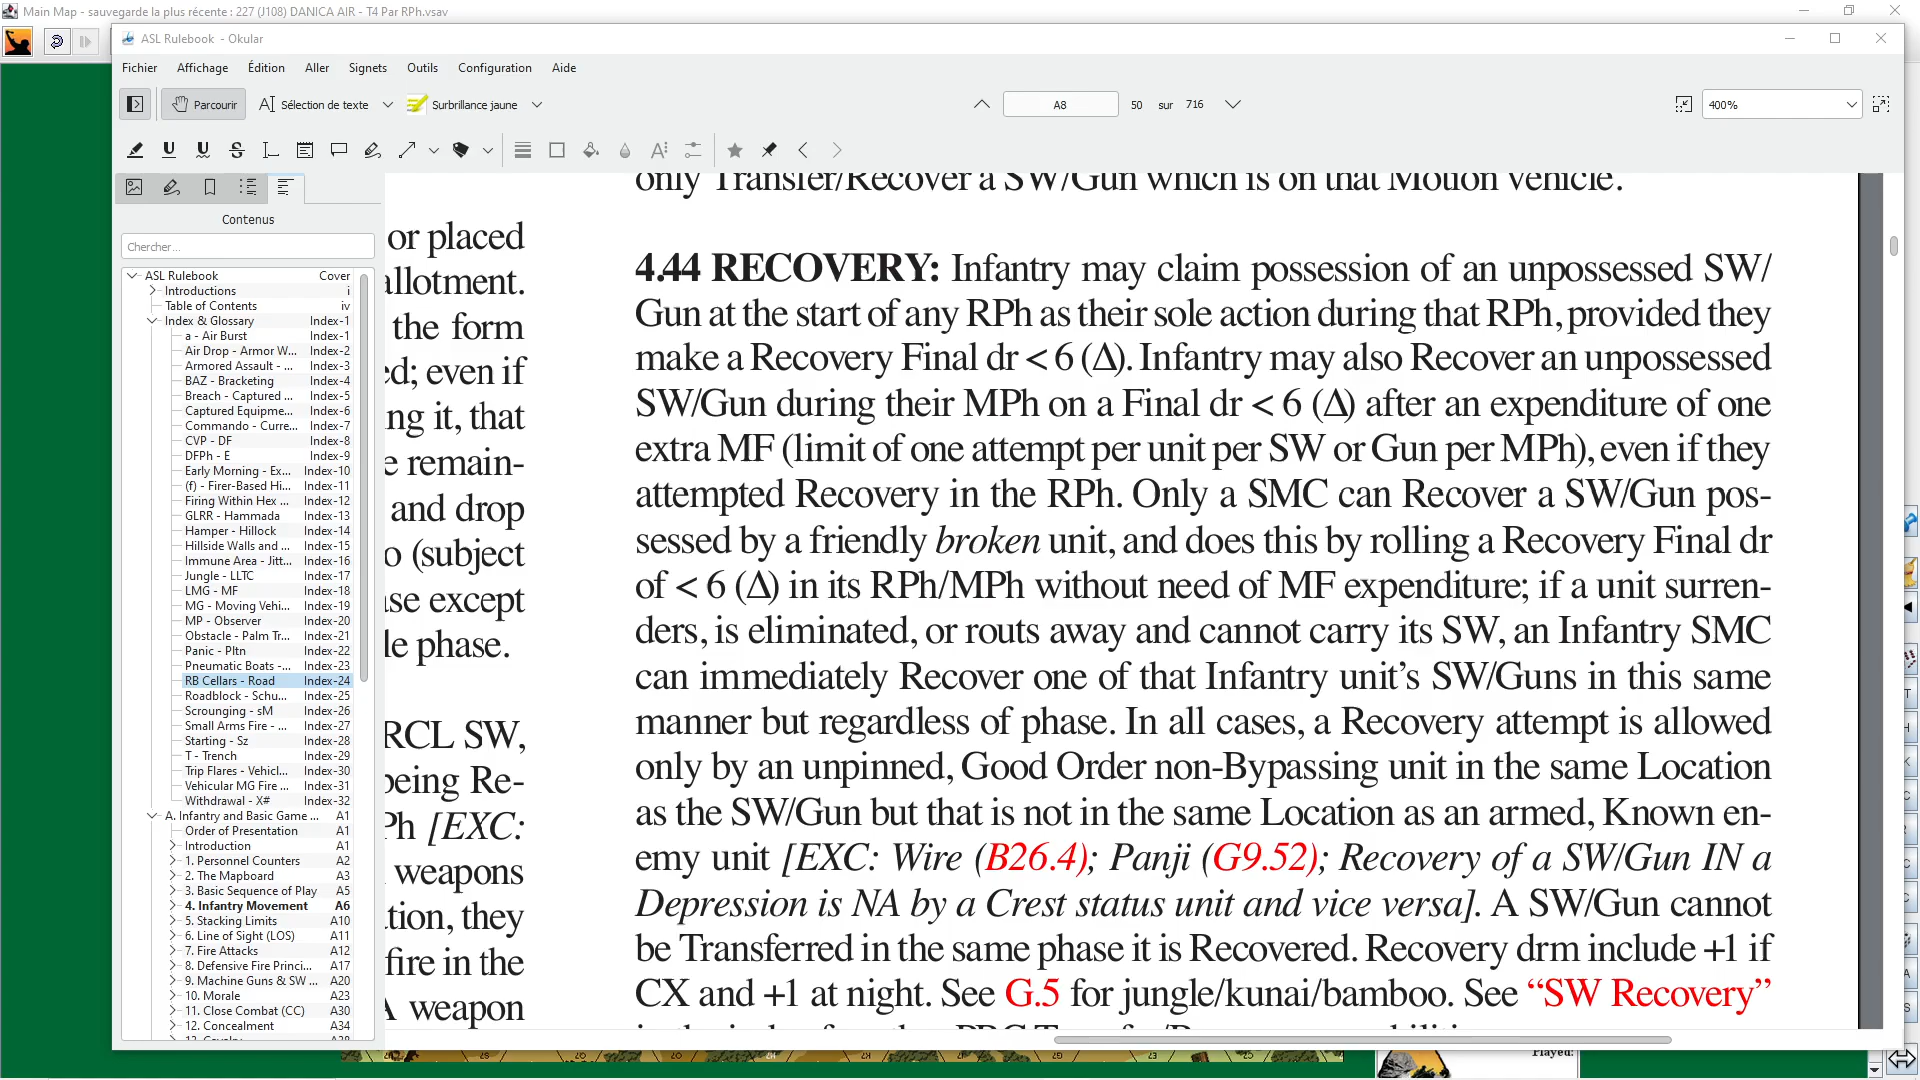 Main Map - sauvegarde la plus récente : 227 (J108) DANICA AIR - T4 Par RPh.vsav
ASL Rulebook - Okular
Fichier Affichage Édition Aller Signets Outils Configuration Aide
Parcourir Sélection de texte Surbrillance jaune A8 50 sur 716 400%
Contenus
Chercher...
ASL Rulebook Cover
Introductions i
Table of Contents iv
Index & Glossary Index-1
a - Air Burst Index-1
Air Drop - Armor W... Index-2
Armored Assault - ... Index-3
BAZ - Bracketing Index-4
Breach - Captured ... Index-5
Captured Equipme... Index-6
Commando - Curre... Index-7
CVP - DF Index-8
DFPh - E Index-9
Early Morning - Ex... Index-10
(f) - Firer-Based Hi... Index-11
Firing Within Hex ... Index-12
GLRR - Hammada Index-13
Hamper - Hillock Index-14
Hillside Walls and ... Index-15
Immune Area - Jitt... Index-16
Jungle - LLTC Index-17
LMG - MF Index-18
MG - Moving Vehi... Index-19
MP - Observer Index-20
Obstacle - Palm Tr... Index-21
Panic - Pltn Index-22
Pneumatic Boats -... Index-23
RB Cellars - Road Index-24
Roadblock - Schu... Index-25
Scrounging - sM Index-26
Small Arms Fire - ... Index-27
Starting - Sz Index-28
T - Trench Index-29
Trip Flares - Vehicl... Index-30
Vehicular MG Fire ... Index-31
Withdrawal - X# Index-32
A. Infantry and Basic Game ... A1
Order of Presentation A1
Introduction A1
1. Personnel Counters A2
2. The Mapboard A3
3. Basic Sequence of Play A5
4. Infantry Movement A6
5. Stacking Limits A10
6. Line of Sight (LOS) A11
7. Fire Attacks A12
8. Defensive Fire Princi... A17
9. Machine Guns & SW ... A20
10. Morale A23
11. Close Combat (CC) A30
12. Concealment A34
13. Cavalry A38
or placed
allotment.
the form
ed; even if
ing it, that
e remain-
and drop
o (subject
ase except
le phase.
RCL SW,
being Re-
Ph [EXC:
weapons
tion, they
fire in the
A weapon
only Transfer/Recover a SW/Gun which is on that Motion vehicle.
4.44 RECOVERY: Infantry may claim possession of an unpossessed SW/
Gun at the start of any RPh as their sole action during that RPh, provided they
make a Recovery Final dr < 6 (Δ). Infantry may also Recover an unpossessed
SW/Gun during their MPh on a Final dr < 6 (Δ) after an expenditure of one
extra MF (limit of one attempt per unit per SW or Gun per MPh), even if they
attempted Recovery in the RPh. Only a SMC can Recover a SW/Gun pos-
sessed by a friendly broken unit, and does this by rolling a Recovery Final dr
of < 6 (Δ) in its RPh/MPh without need of MF expenditure; if a unit surren-
ders, is eliminated, or routs away and cannot carry its SW, an Infantry SMC
can immediately Recover one of that Infantry unit’s SW/Guns in this same
manner but regardless of phase. In all cases, a Recovery attempt is allowed
only by an unpinned, Good Order non-Bypassing unit in the same Location
as the SW/Gun but that is not in the same Location as an armed, Known en-
emy unit [EXC: Wire (B26.4); Panji (G9.52); Recovery of a SW/Gun IN a
Depression is NA by a Crest status unit and vice versa]. A SW/Gun cannot
be Transferred in the same phase it is Recovered. Recovery drm include +1 if
CX and +1 at night. See G.5 for jungle/kunai/bamboo. See “SW Recovery”
Played: